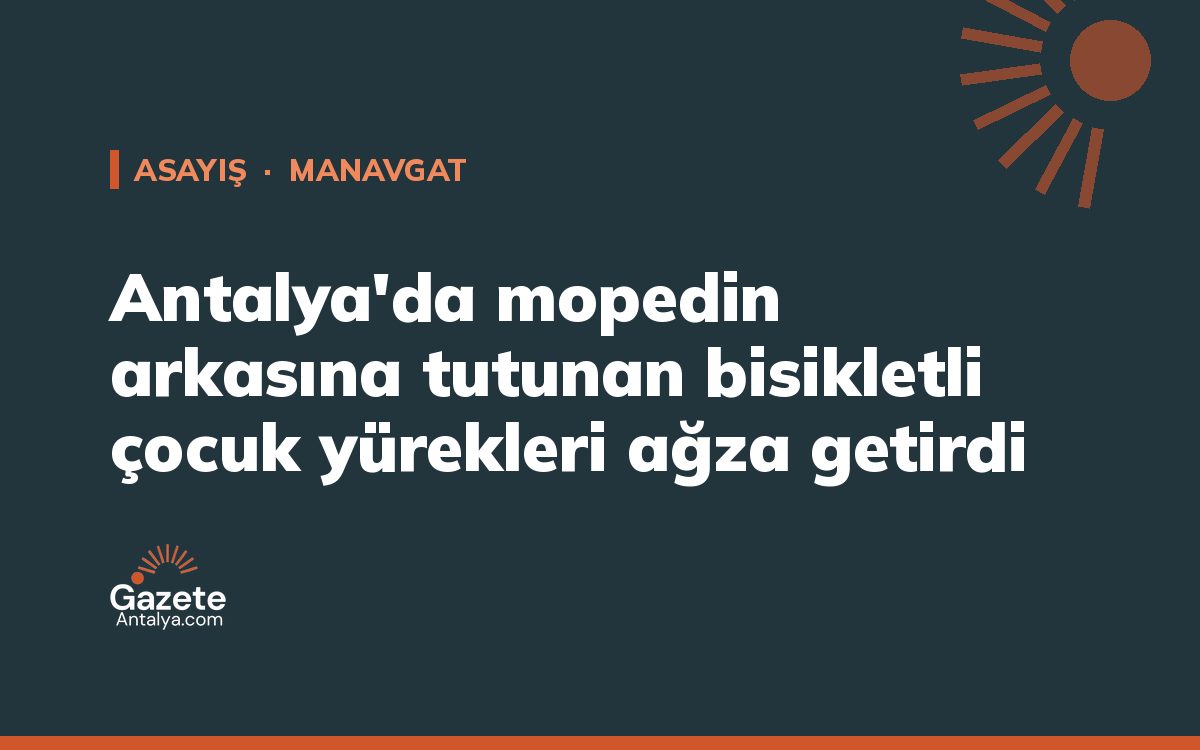 ASAYIŞ · MANAVGAT
Antalya'da mopedin
arkasına tutunan bisikletli
çocuk yürekleri ağza getirdi
Gazete
Antalya.com